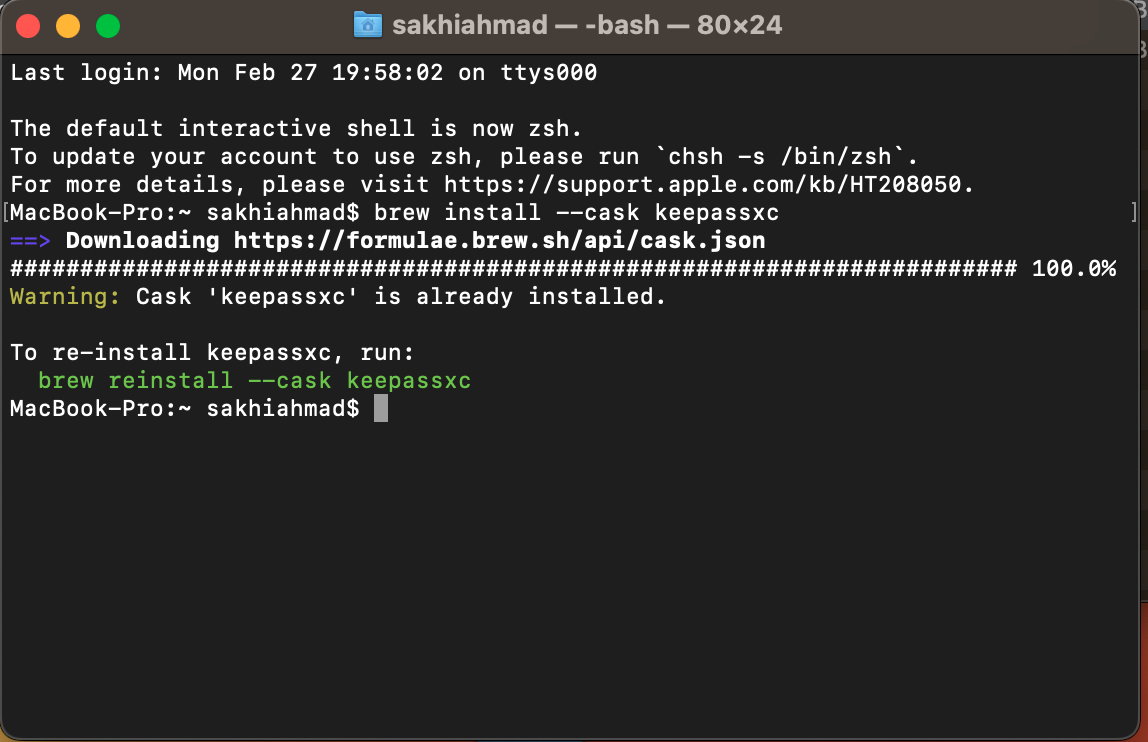 sakhiahmad — -bash — 80×24
Last login: Mon Feb 27 19:58:02 on ttys000
The default interactive shell is now zsh.
To update your account to use zsh, please run `chsh -s /bin/zsh`.
For more details, please visit https://support.apple.com/kb/HT208050.
[MacBook-Pro:~ sakhiahmad$ brew install --cask keepassxc ]
==> Downloading https://formulae.brew.sh/api/cask.json
######################################################################## 100.0%
Warning: Cask 'keepassxc' is already installed.
To re-install keepassxc, run:
  brew reinstall --cask keepassxc
MacBook-Pro:~ sakhiahmad$